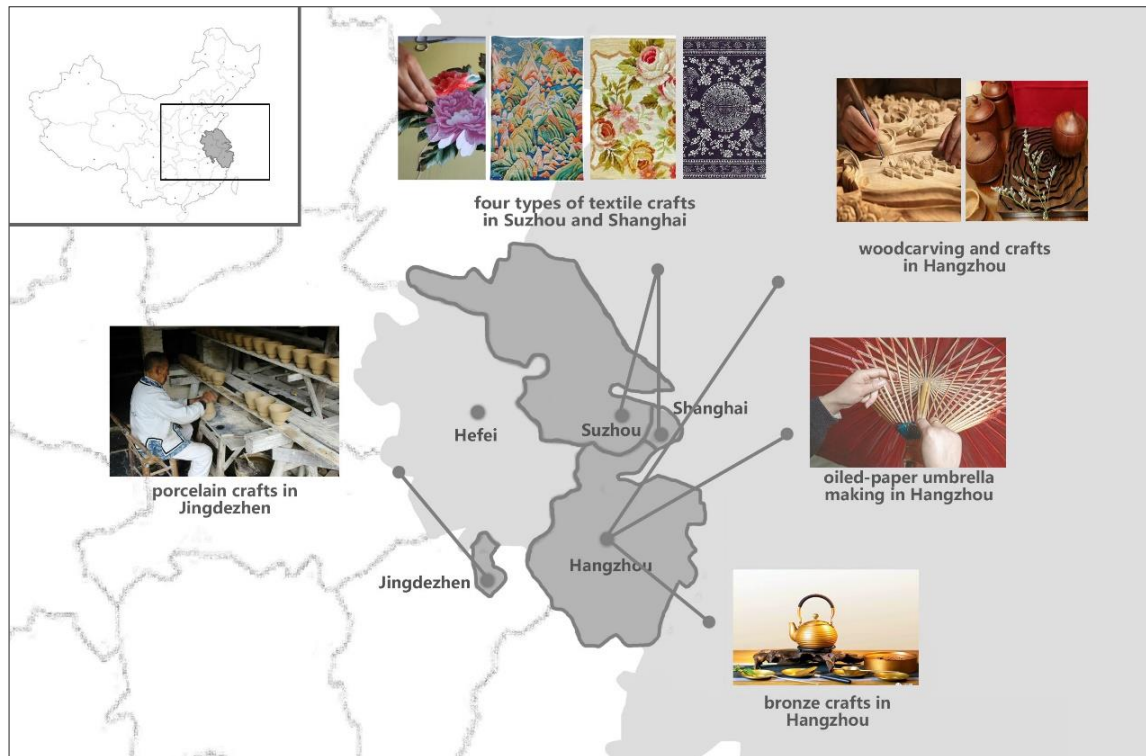 four types of textile crafts
in Suzhou and Shanghai
woodcarving and crafts
in Hangzhou
Shanghai
Hefei
Suzhou
oiled-paper umbrella
making in Hangzhou
porcelain crafts in
Jingdezhen
Hangzhou
Jingdezhen
bronze crafts in
Hangzhou